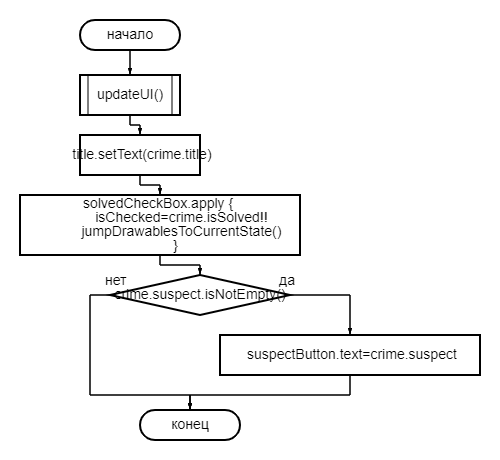 начало
updateUI()
title.setText(crime.title)
solvedCheckBox.apply {
isChecked=crime.isSolved!!
jumpDrawablesToCurrentState()
}
нет
да
crime.suspect.isNotEmpty()
suspectButton.text=crime.suspect
конец